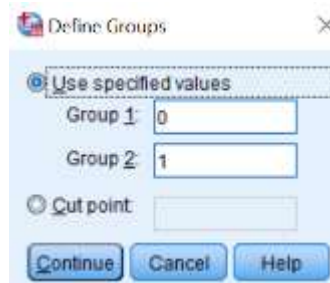 Define Groups
Use specified values
Group 1: 0
Group 2: 1
Cut point:
Continue Cancel Help